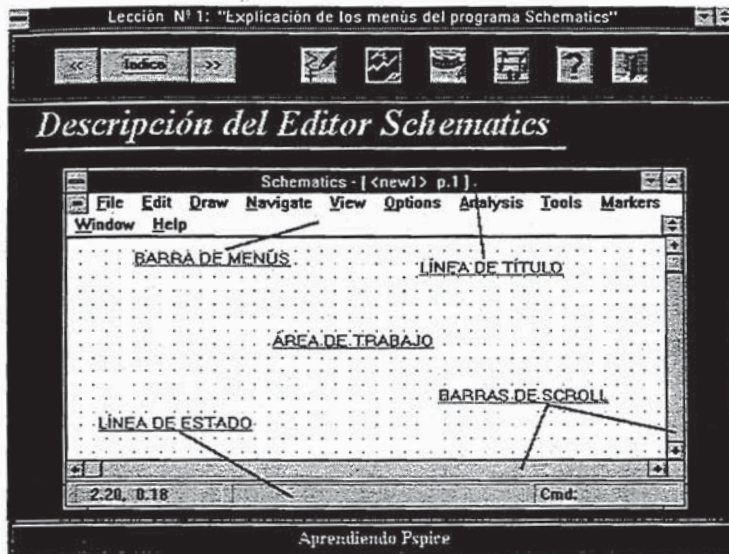 Lección Nº 1: "Explicación de los menús del programa Schematics"
<< Indice >>
?
Descripción del Editor Schematics
Schematics - [ <new1> p.1 ]
File Edit Draw Navigate View Options Analysis Tools Markers
Window Help
BARRA DE MENÚS
LÍNEA DE TÍTULO
ÁREA DE TRABAJO
BARRAS DE SCROLL
LÍNEA DE ESTADO
2.20, 0.18 Cmd:
Aprendiendo Pspire